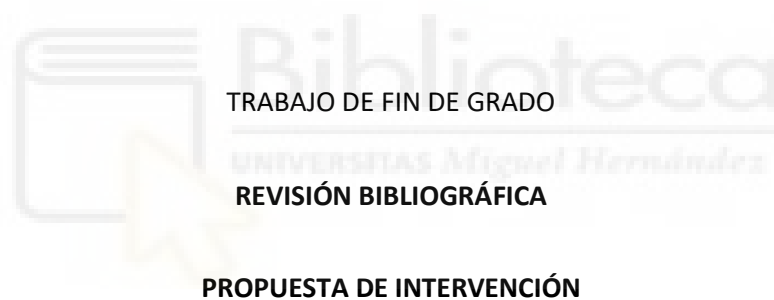 Biblioteca
TRABAJO DE FIN DE GRADO
UNIVERSITAS Miguel Hernández
REVISIÓN BIBLIOGRÁFICA
PROPUESTA DE INTERVENCIÓN